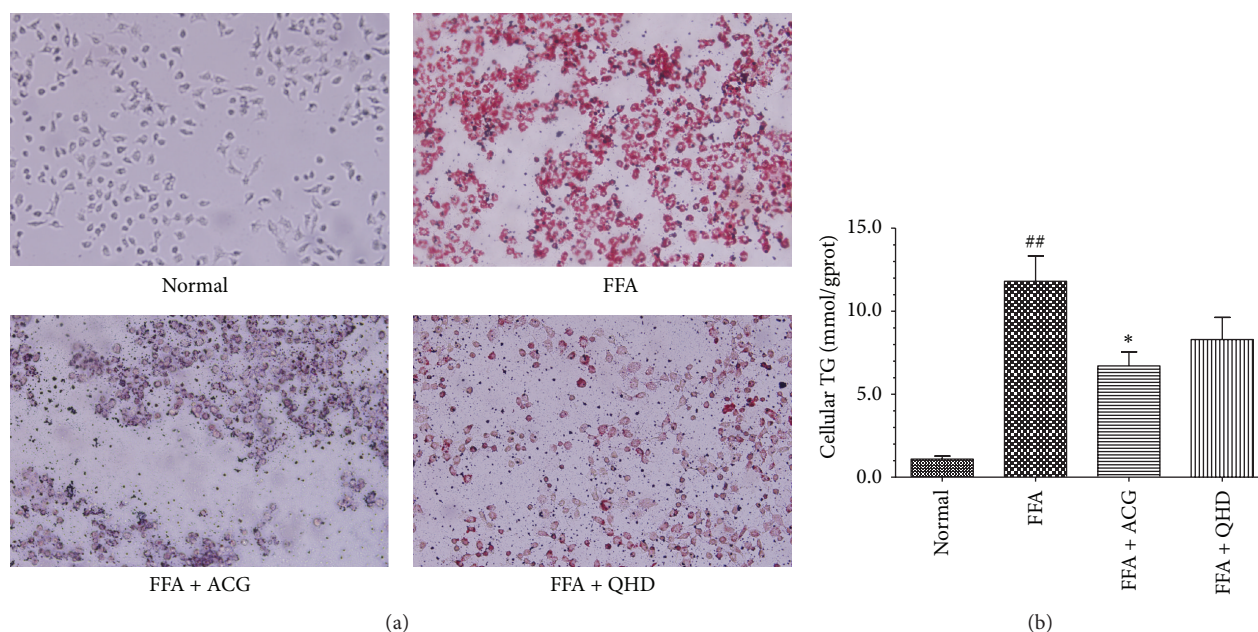 Normal
FFA
FFA + ACG
FFA + QHD
(a)
Cellular TG (mmol/gprot)
15.0
10.0
5.0
0.0
##
*
Normal
FFA
FFA + ACG
FFA + QHD
(b)